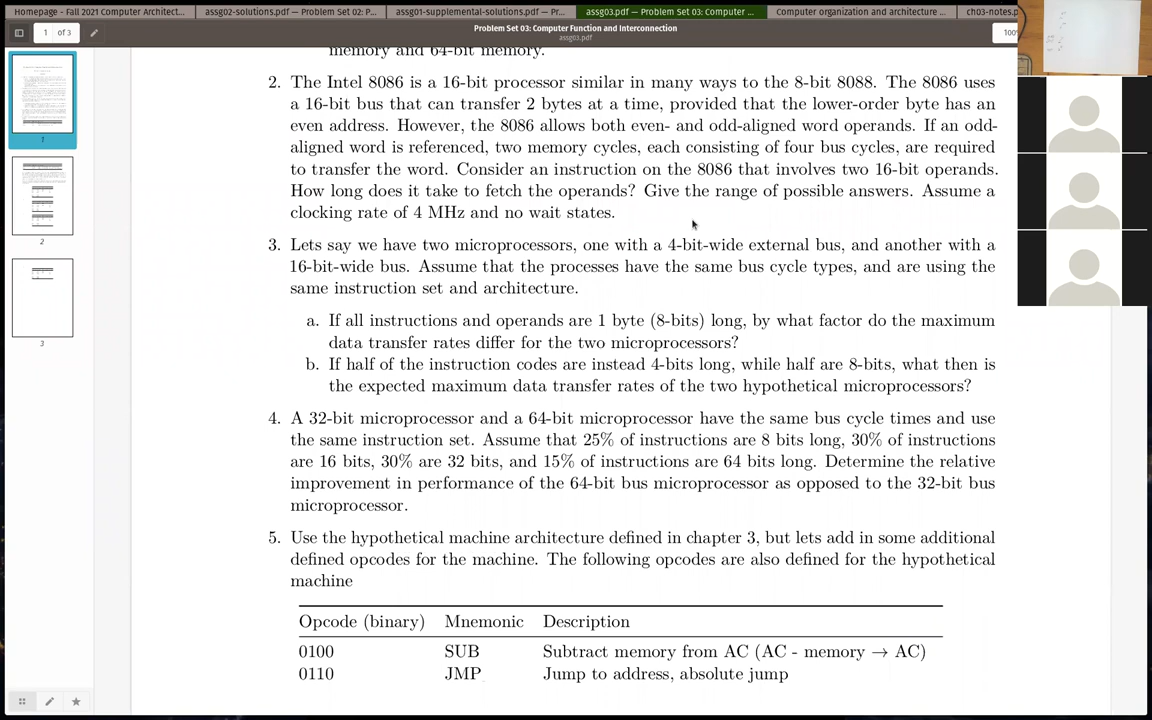 Homepage - Fall 2021 Computer Architect...
assg02-solutions.pdf — Problem Set 02: P...
assg01-supplemental-solutions.pdf — Pr...
assg03.pdf — Problem Set 03: Computer ...
Computer organization and architecture ...
ch03-notes.p
1 of 3
Problem Set 03: Computer Function and Interconnection
assg03.pdf
100
memory and 64-bit memory.
2. The Intel 8086 is a 16-bit processor similar in many ways to the 8-bit 8088. The 8086 uses
a 16-bit bus that can transfer 2 bytes at a time, provided that the lower-order byte has an
even address. However, the 8086 allows both even- and odd-aligned word operands. If an odd-
aligned word is referenced, two memory cycles, each consisting of four bus cycles, are required
to transfer the word. Consider an instruction on the 8086 that involves two 16-bit operands.
How long does it take to fetch the operands? Give the range of possible answers. Assume a
clocking rate of 4 MHz and no wait states.
3. Lets say we have two microprocessors, one with a 4-bit-wide external bus, and another with a
16-bit-wide bus. Assume that the processes have the same bus cycle types, and are using the
same instruction set and architecture.
a. If all instructions and operands are 1 byte (8-bits) long, by what factor do the maximum
data transfer rates differ for the two microprocessors?
b. If half of the instruction codes are instead 4-bits long, while half are 8-bits, what then is
the expected maximum data transfer rates of the two hypothetical microprocessors?
4. A 32-bit microprocessor and a 64-bit microprocessor have the same bus cycle times and use
the same instruction set. Assume that 25% of instructions are 8 bits long, 30% of instructions
are 16 bits, 30% are 32 bits, and 15% of instructions are 64 bits long. Determine the relative
improvement in performance of the 64-bit bus microprocessor as opposed to the 32-bit bus
microprocessor.
5. Use the hypothetical machine architecture defined in chapter 3, but lets add in some additional
defined opcodes for the machine. The following opcodes are also defined for the hypothetical
machine
Opcode (binary) Mnemonic Description
0100 SUB Subtract memory from AC (AC - memory → AC)
0110 JMP Jump to address, absolute jump
1
2
3